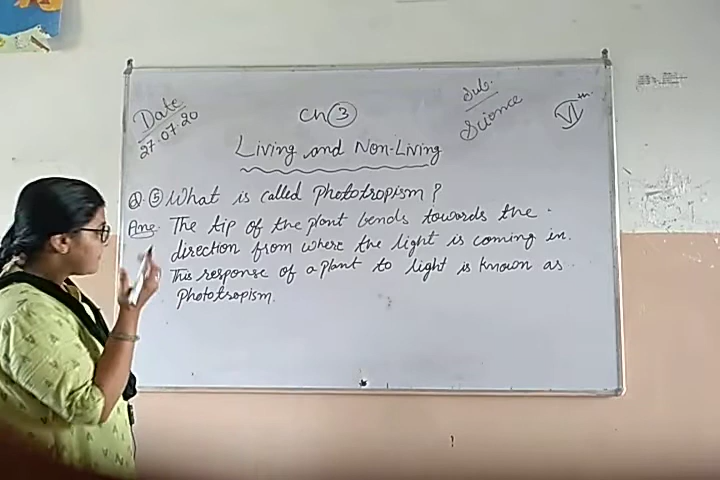 Date
27.07.20
Ch 3
Sub.
Science
VI th
Living and Non-Living
Q. 5 What is called Phototropism?
Ans. The tip of the plant bends towards the
direction from where the light is coming in.
This response of a plant to light is known as
Phototropism.